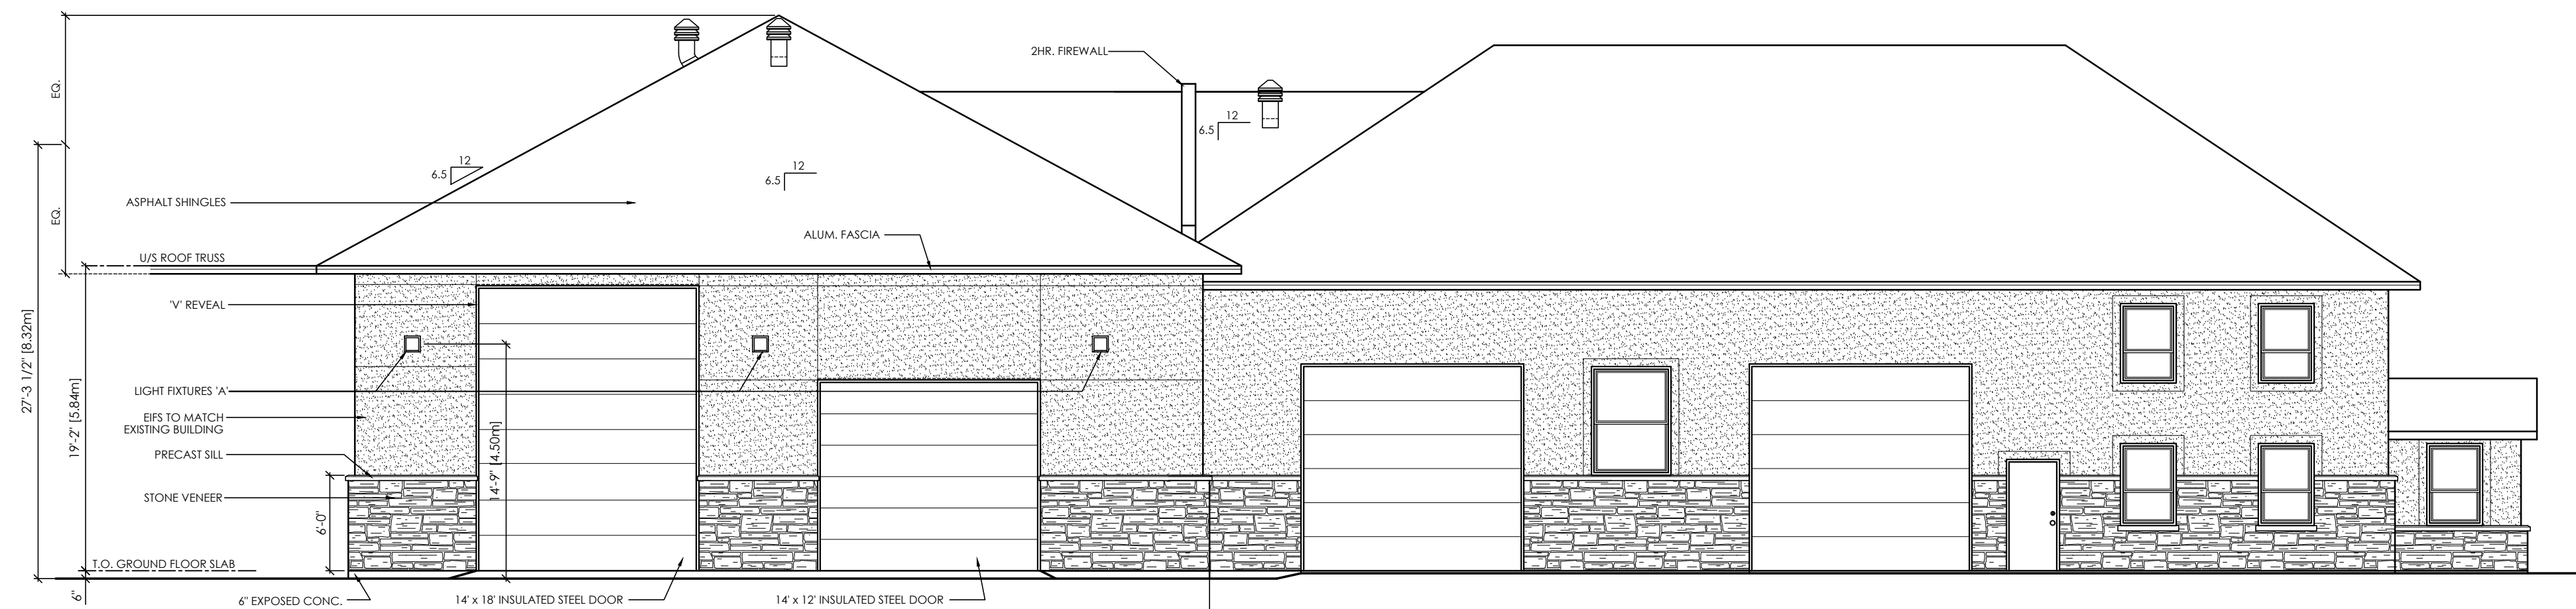 2HR. FIREWALL
EQ.
12
6.5
12
6.5
12
6.5
ASPHALT SHINGLES
EQ.
ALUM. FASCIA
U/S ROOF TRUSS
'V' REVEAL
27'-3 1/2" [8.32m]
19'-2" [5.84m]
LIGHT FIXTURES 'A'
EIFS TO MATCH
EXISTING BUILDING
14'-9" [4.50m]
PRECAST SILL
STONE VENEER
6'-0"
T.O. GROUND FLOOR SLAB
6"
6" EXPOSED CONC.
14' x 18' INSULATED STEEL DOOR
14' x 12' INSULATED STEEL DOOR